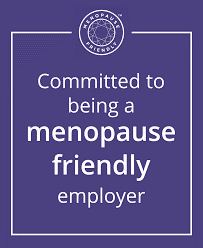 MENOPAUSE
FRIENDLY
Committed to
being a
menopause
friendly
employer